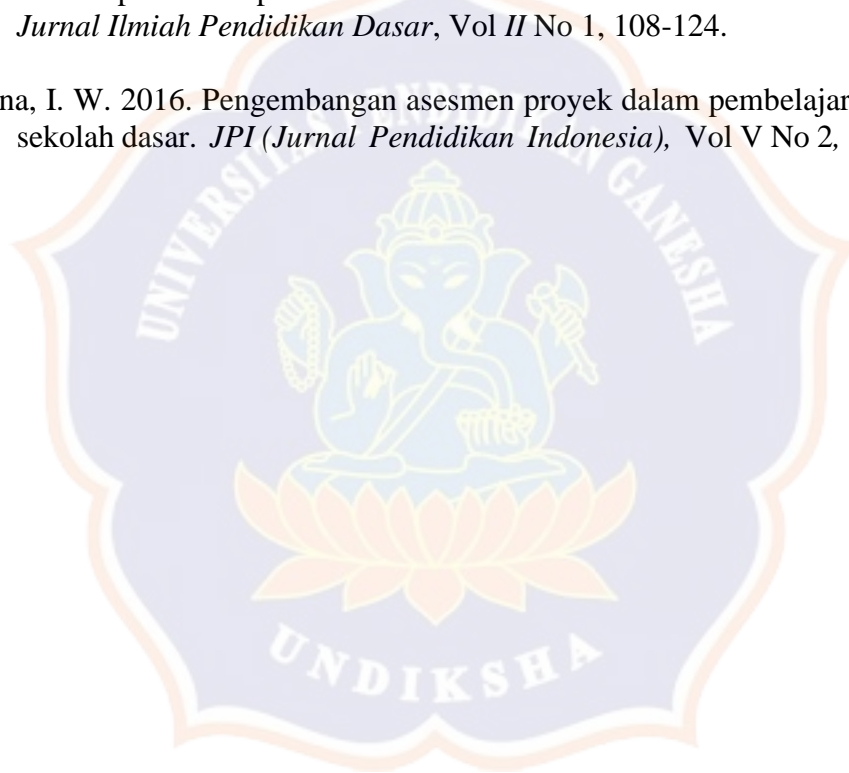 Jurnal Ilmiah Pendidikan Dasar, Vol II No 1, 108-124.
na, I. W. 2016. Pengembangan asesmen proyek dalam pembelajar
sekolah dasar. JPI (Jurnal Pendidikan Indonesia), Vol V No 2,
UNIVERSITAS PENDIDIKAN GANESHA
UNDIKSHA